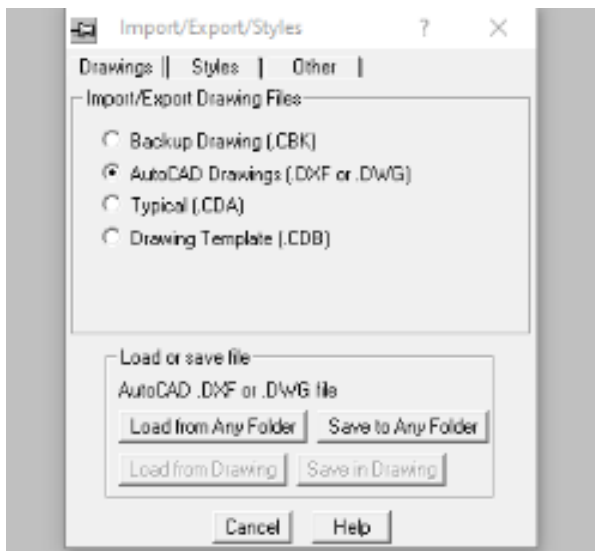 Import/Export/Styles ?
Drawings Styles Other
Import/Export Drawing Files
Backup Drawing (.CBK)
AutoCAD Drawings (.DXF or .DWG)
Typical (.CDA)
Drawing Template (.CDB)
Load or save file
AutoCAD .DXF or .DWG file
Load from Any Folder Save to Any Folder
Load from Drawing Save in Drawing
Cancel Help